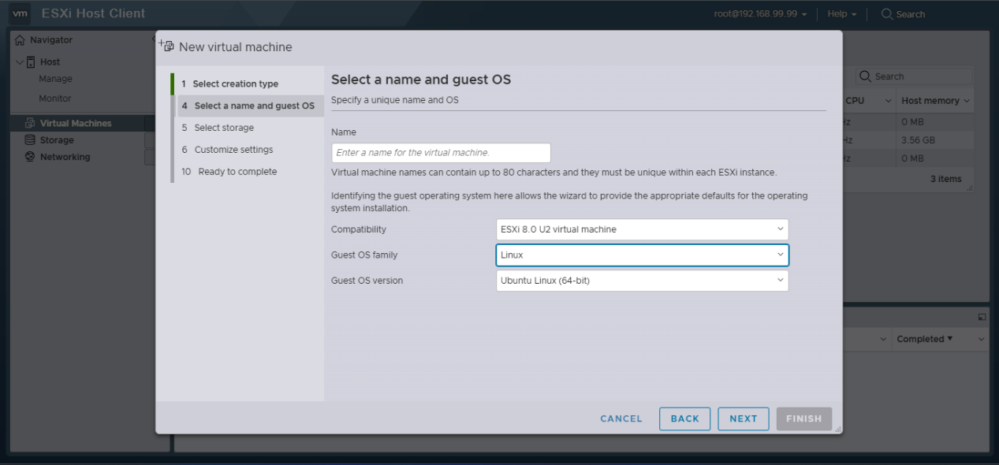 vm ESXi Host Client
root@192.168.99.99 Help Search
Navigator
Host
Manage
Monitor
Virtual Machines
Storage
Networking
New virtual machine
1 Select creation type
4 Select a name and guest OS
5 Select storage
6 Customize settings
10 Ready to complete
Select a name and guest OS
Specify a unique name and OS
Name
Enter a name for the virtual machine.
Virtual machine names can contain up to 80 characters and they must be unique within each ESXi instance.
Identifying the guest operating system here allows the wizard to provide the appropriate defaults for the operating
system installation.
Compatibility ESXi 8.0 U2 virtual machine
Guest OS family Linux
Guest OS version Ubuntu Linux (64-bit)
CANCEL BACK NEXT FINISH
Search
CPU Host memory
Hz 0 MB
Hz 3.56 GB
Hz 0 MB
3 items
Completed